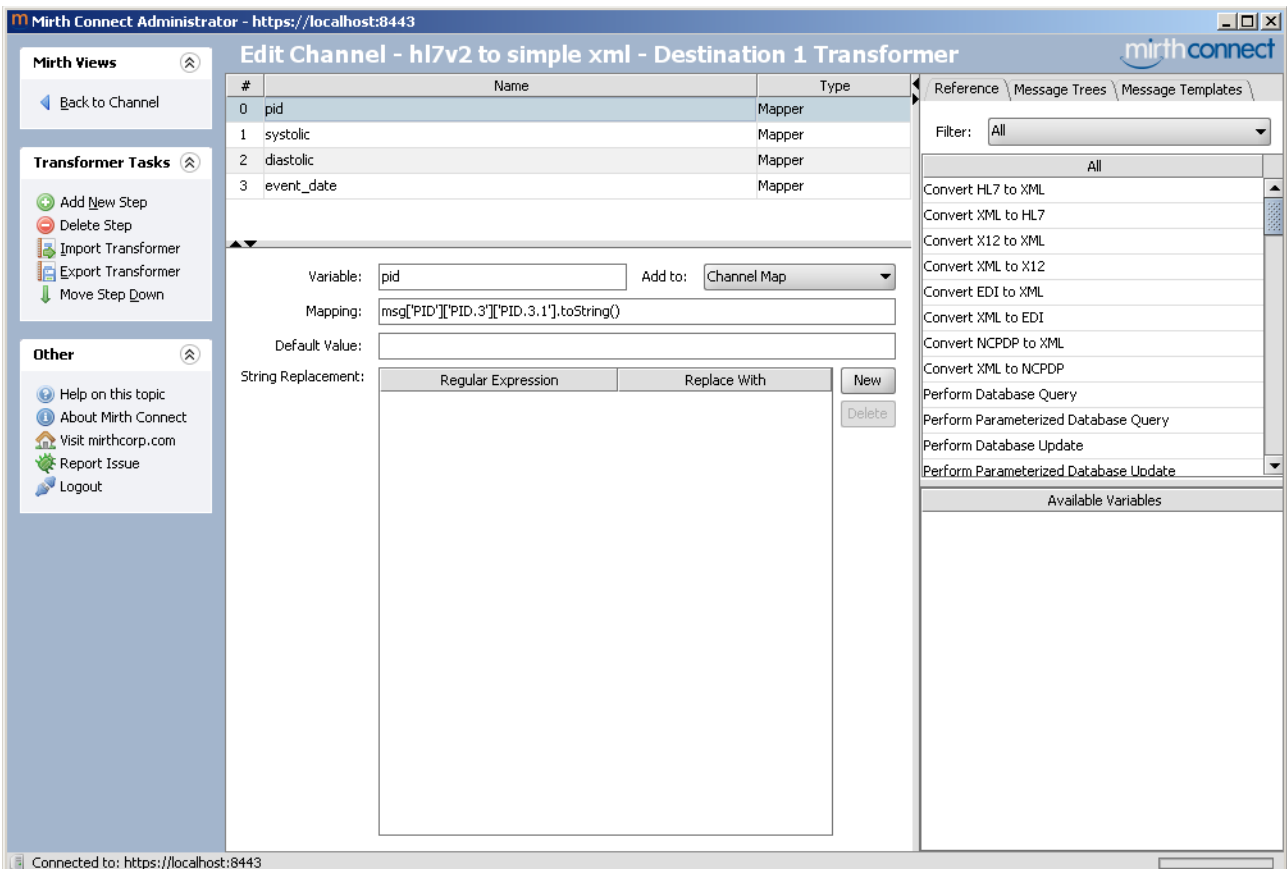 Mirth Connect Administrator - https://localhost:8443
Mirth Views
Back to Channel
Transformer Tasks
Add New Step
Delete Step
Import Transformer
Export Transformer
Move Step Down
Other
Help on this topic
About Mirth Connect
Visit mirthcorp.com
Report Issue
Logout
Edit Channel - hl7v2 to simple xml - Destination 1 Transformer
mirthconnect
# Name Type
0 pid Mapper
1 systolic Mapper
2 diastolic Mapper
3 event_date Mapper
Variable: pid Add to: Channel Map
Mapping: msg['PID']['PID.3']['PID.3.1'].toString()
Default Value:
String Replacement: Regular Expression Replace With New
Delete
Reference Message Trees Message Templates
Filter: All
All
Convert HL7 to XML
Convert XML to HL7
Convert X12 to XML
Convert XML to X12
Convert EDI to XML
Convert XML to EDI
Convert NCPDP to XML
Convert XML to NCPDP
Perform Database Query
Perform Parameterized Database Query
Perform Database Update
Perform Parameterized Database Update
Available Variables
Connected to: https://localhost:8443